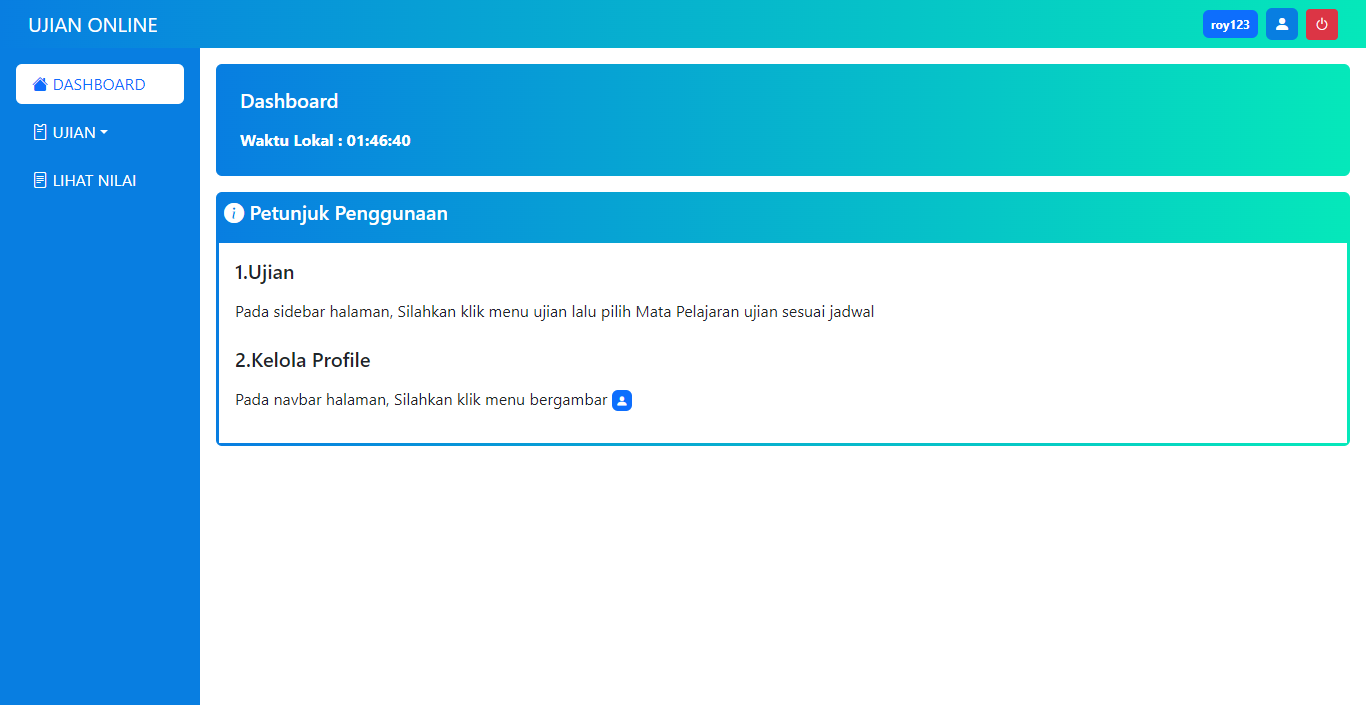 UJIAN ONLINE
roy123
DASHBOARD
UJIAN
LIHAT NILAI
Dashboard
Waktu Lokal : 01:46:40
Petunjuk Penggunaan
1.Ujian
Pada sidebar halaman, Silahkan klik menu ujian lalu pilih Mata Pelajaran ujian sesuai jadwal
2.Kelola Profile
Pada navbar halaman, Silahkan klik menu bergambar